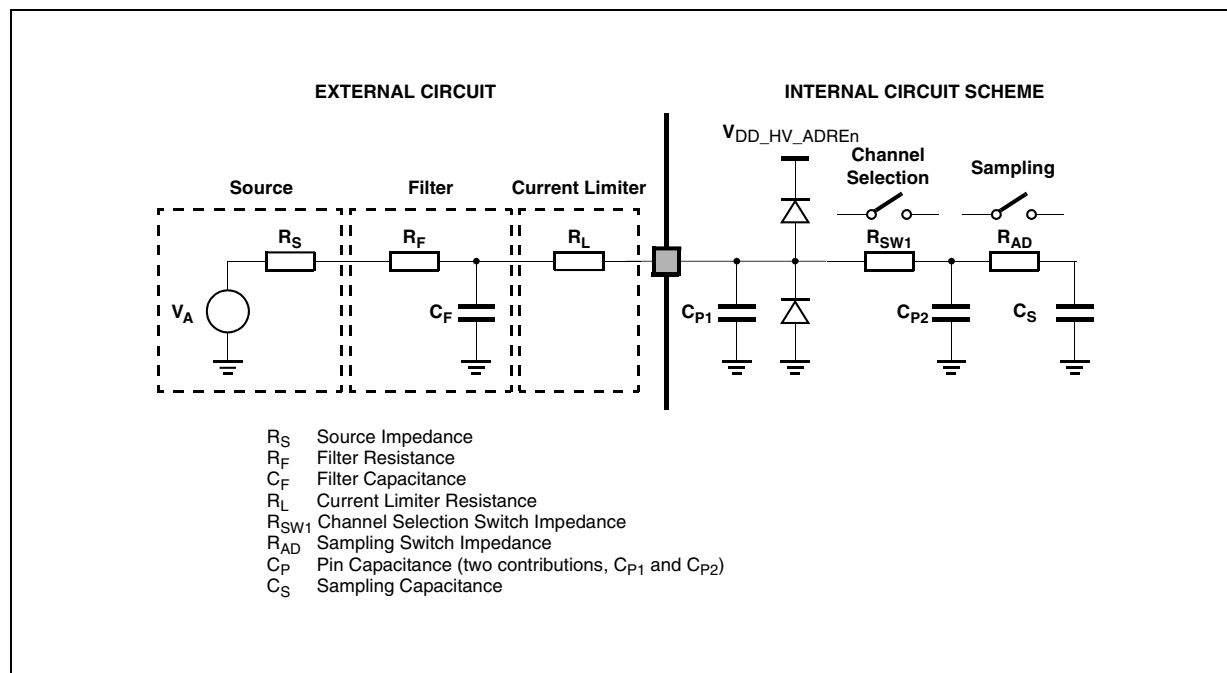 EXTERNAL CIRCUIT
INTERNAL CIRCUIT SCHEME
VDD_HV_ADREn
Channel
Selection
Sampling
Source
Filter
Current Limiter
RS
RF
RL
RSW1
RAD
VA
CF
CP1
CP2
CS
RS Source Impedance
RF Filter Resistance
CF Filter Capacitance
RL Current Limiter Resistance
RSW1 Channel Selection Switch Impedance
RAD Sampling Switch Impedance
CP Pin Capacitance (two contributions, CP1 and CP2)
CS Sampling Capacitance